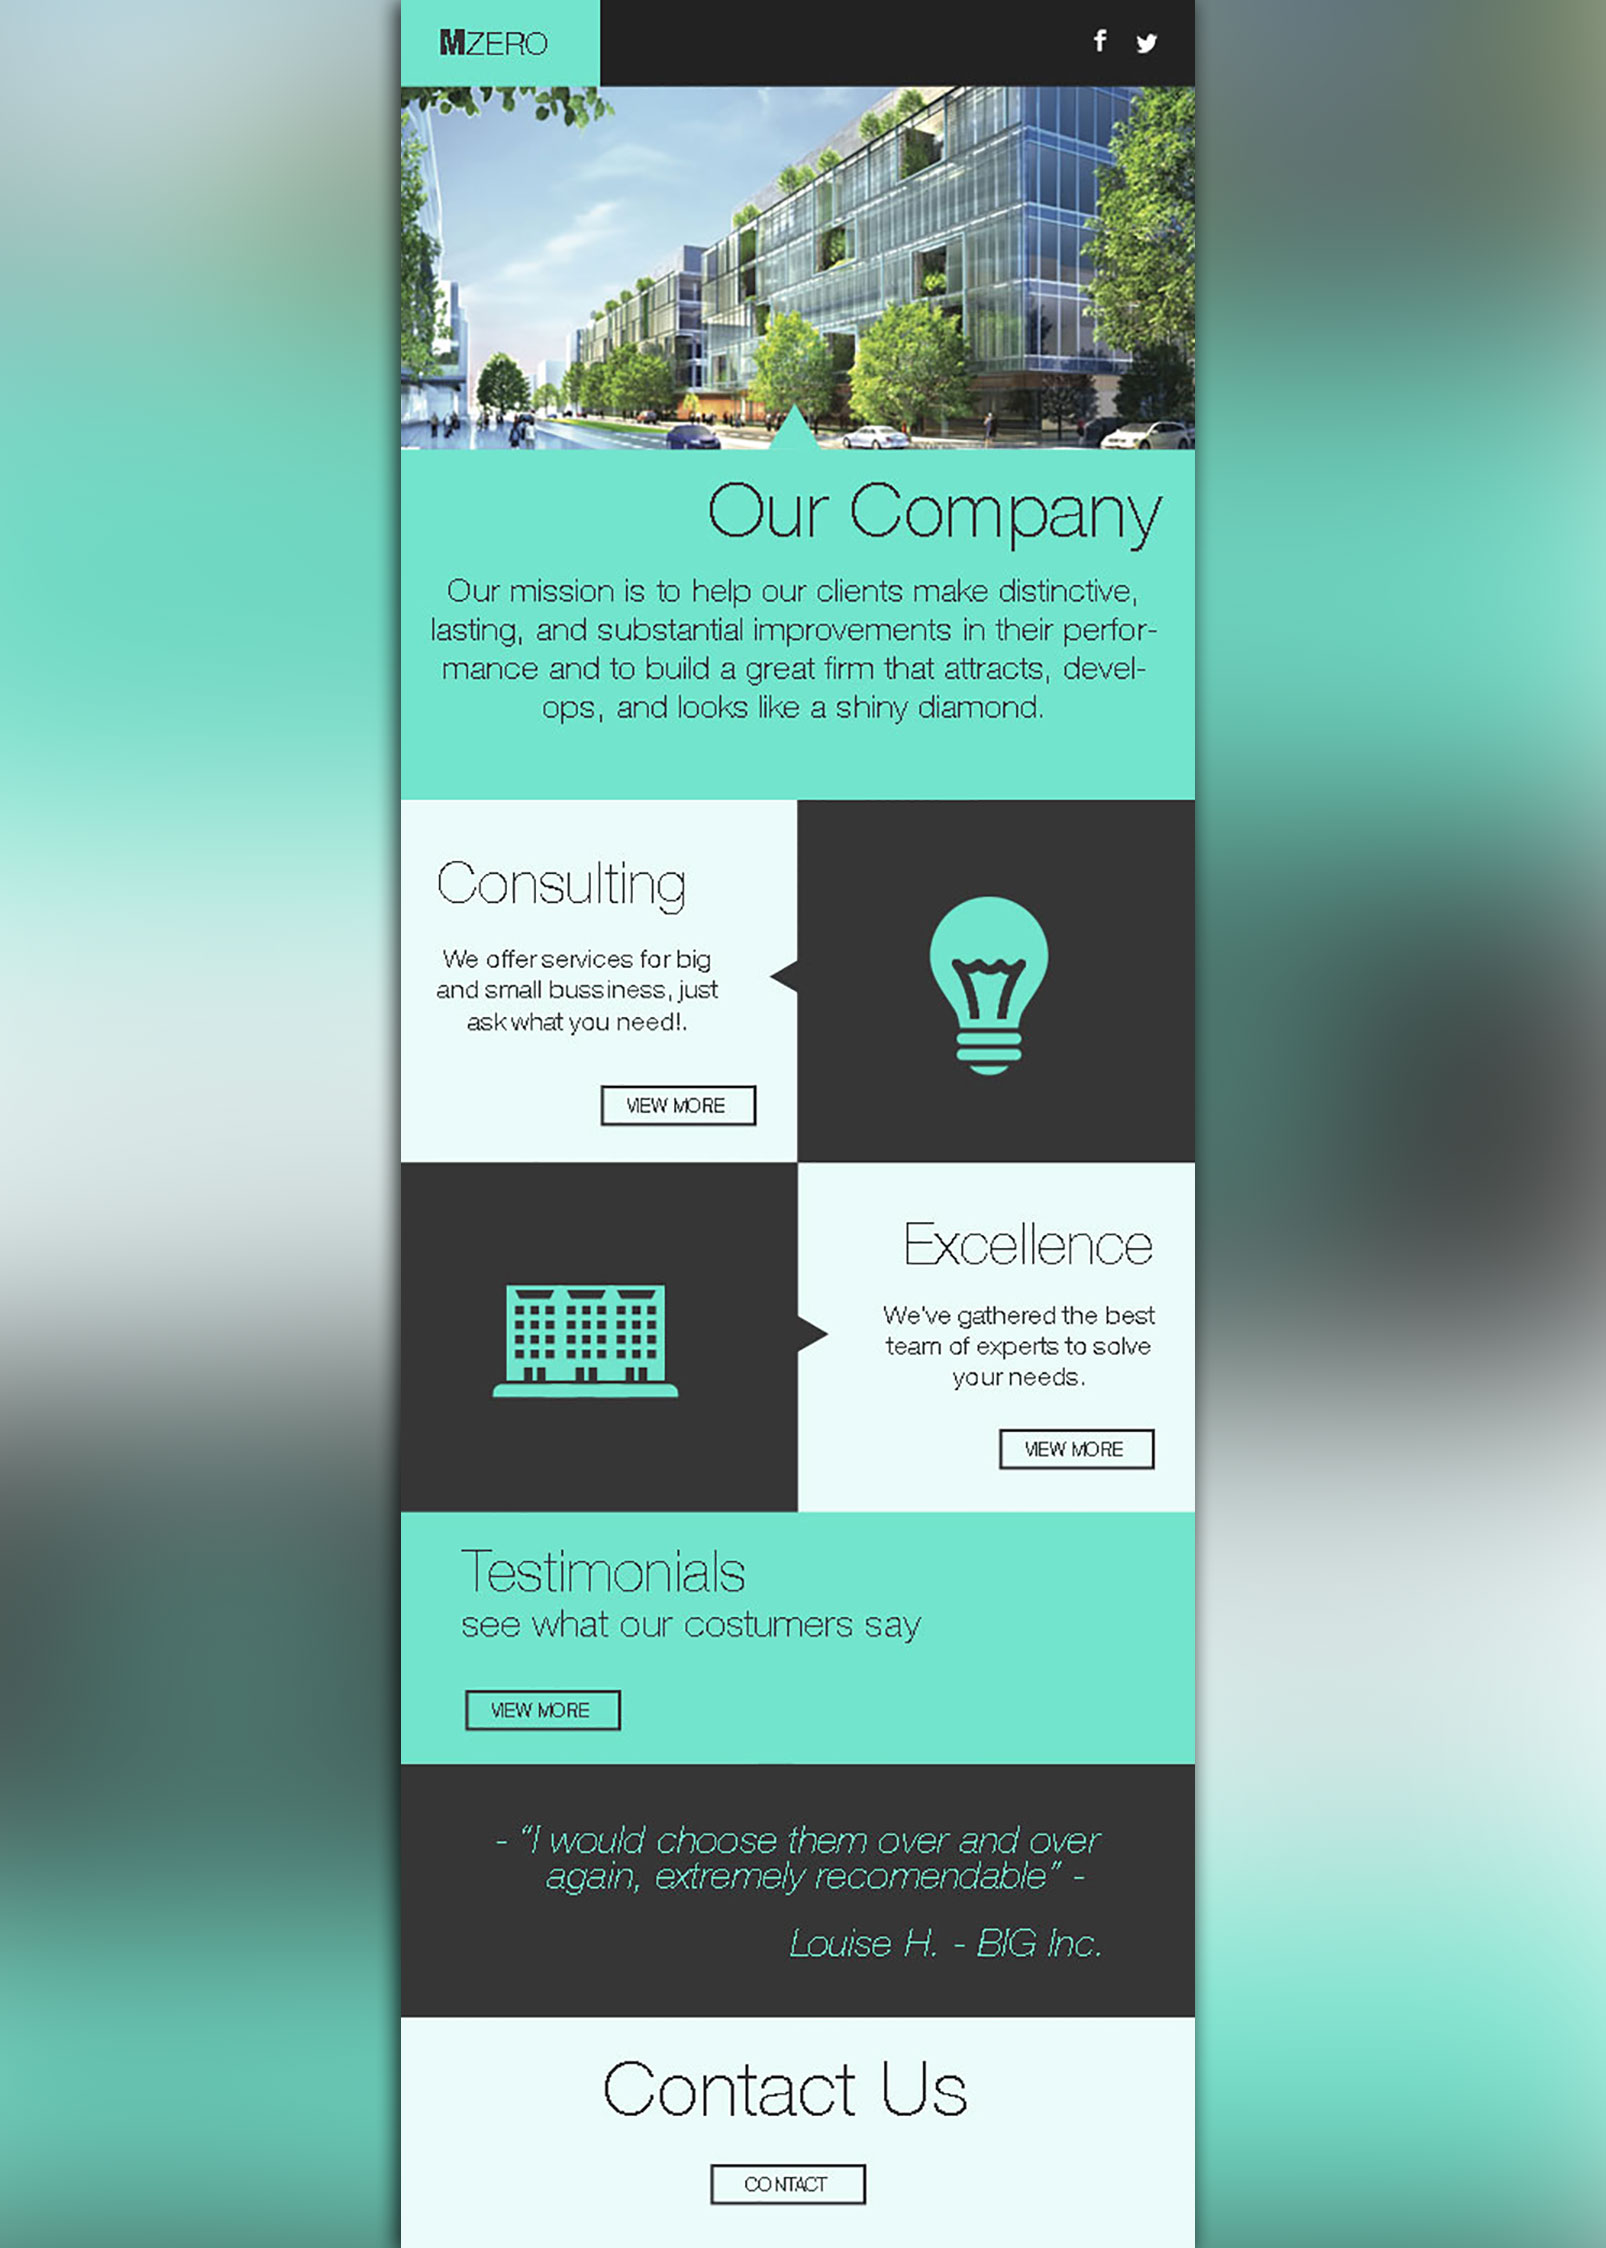 MZERO
Our Company
Our mission is to help our clients make distinctive,
lasting, and substantial improvements in their perfor-
mance and to build a great firm that attracts, devel-
ops, and looks like a shiny diamond.
Consulting
We offer services for big
and small bussiness, just
ask what you need!.
VIEW MORE
Excellence
We've gathered the best
team of experts to solve
your needs.
VIEW MORE
Testimonials
see what our costumers say
VIEW MORE
- “I would choose them over and over
again, extremely recomendable” -
Louise H. - BIG Inc.
Contact Us
CONTACT